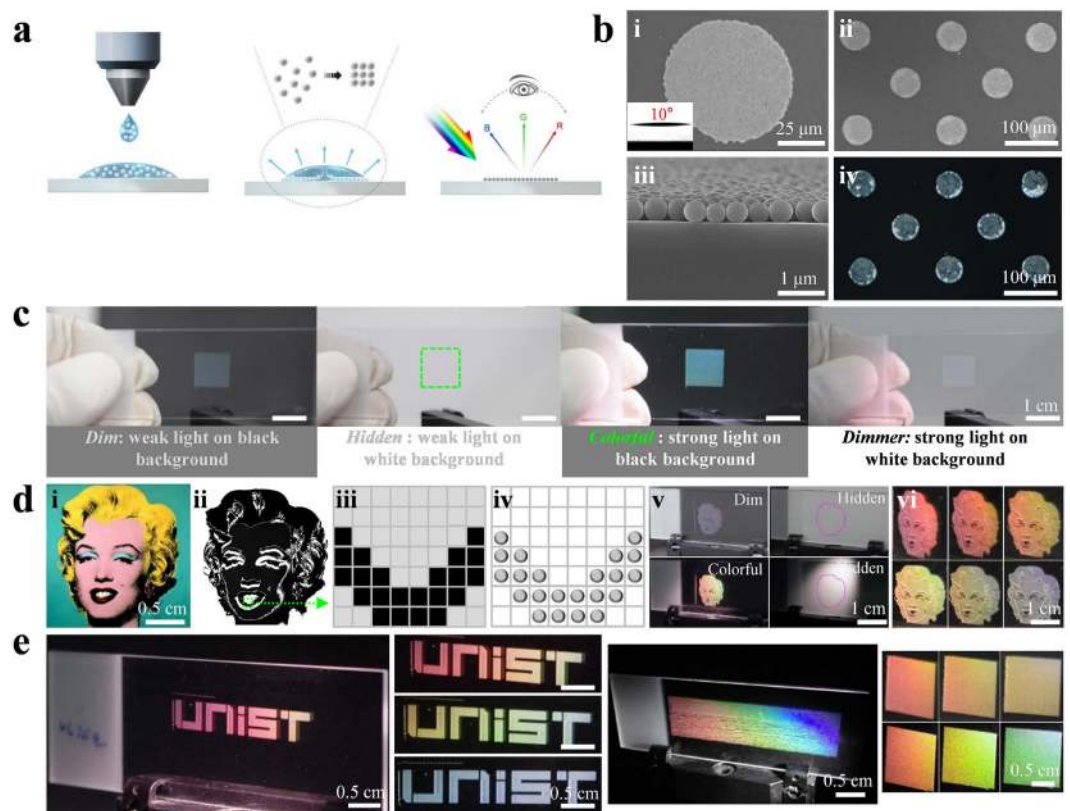 a
B
G
R
b
i
10°
25 μm
ii
100 μm
iii
1 μm
iv
100 μm
c
1 cm
Dim: weak light on black
background
Hidden : weak light on
white background
Colorful : strong light on
black background
Dimmer: strong light on
white background
d
i
0.5 cm
ii
iii
iv
v
Dim
Hidden
Colorful
Hidden
1 cm
vi
1 cm
e
UNIST
0.5 cm
UNIST
UNIST
UNIST
0.5 cm
0.5 cm
0.5 cm